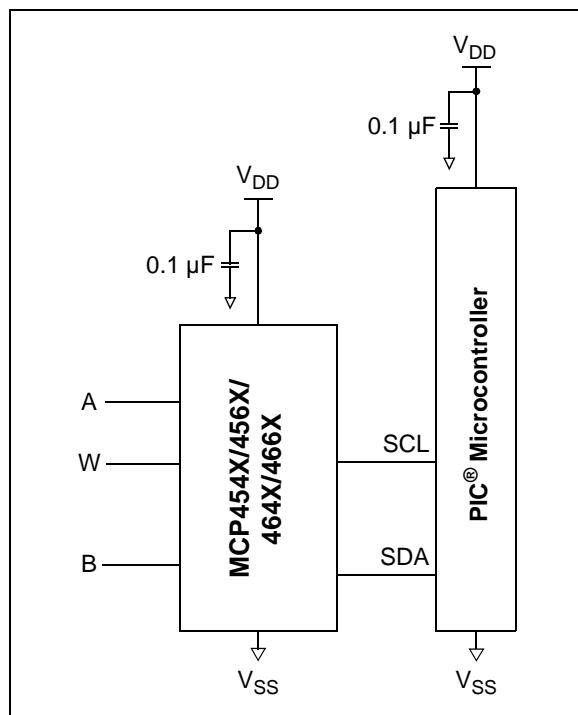 VDD
0.1 µF
VDD
0.1 µF
A
W
B
MCP454X/456X/
464X/466X
SCL
SDA
PIC® Microcontroller
VSS
VSS